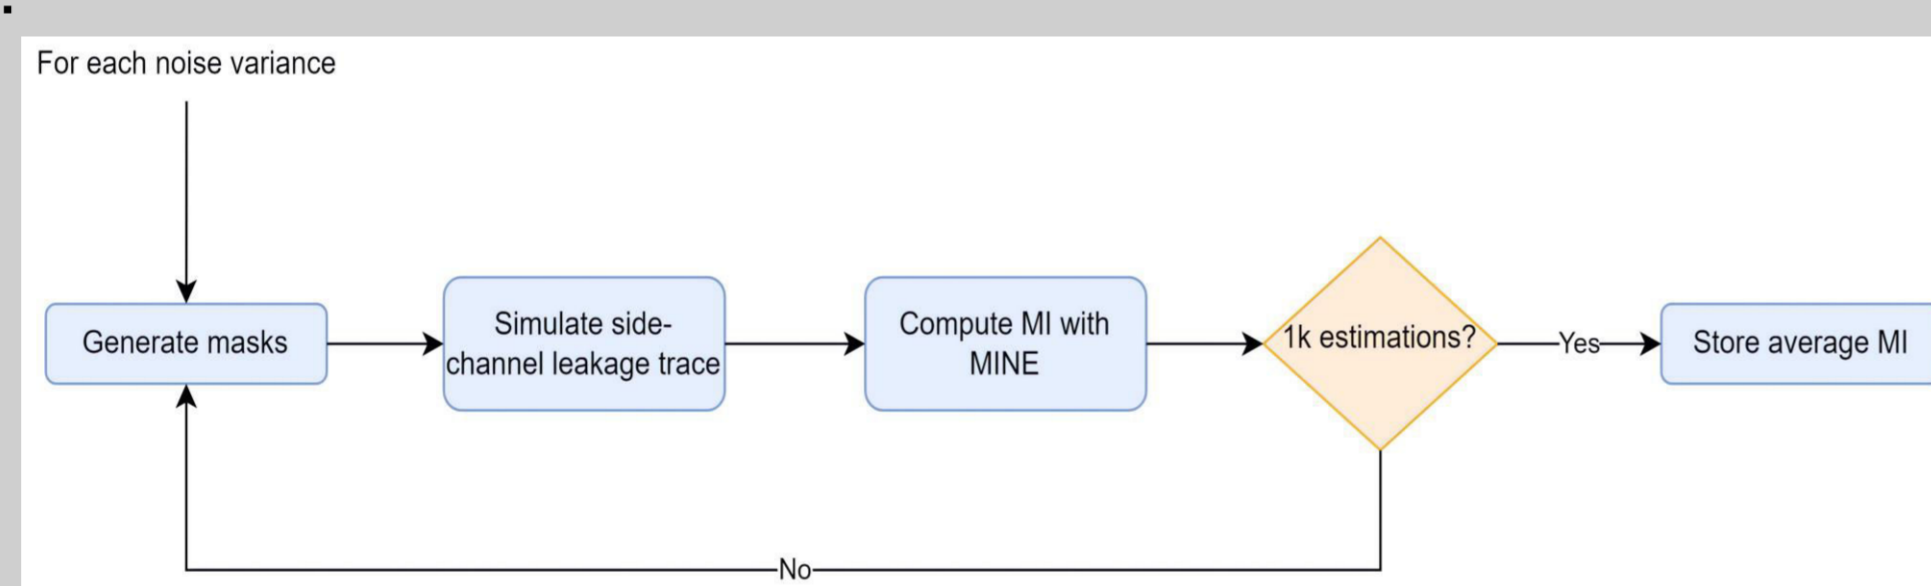 For each noise variance
Generate masks
Simulate side-
channel leakage trace
Compute MI with
MINE
1k estimations?
Yes
Store average MI
No